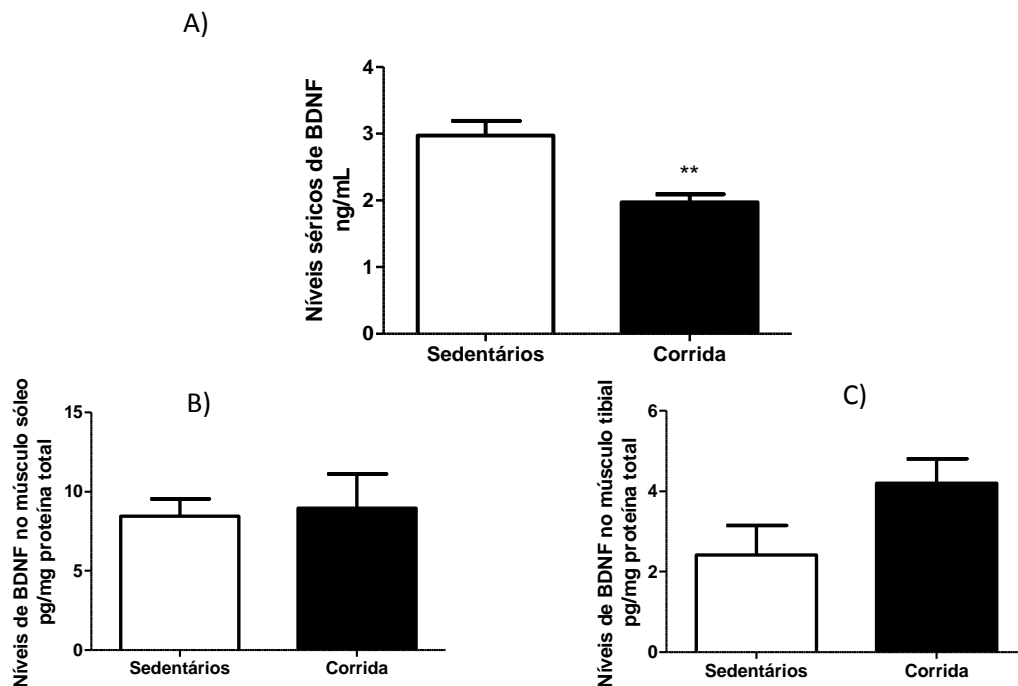 A)
Níveis séricos de BDNF
ng/mL
4
3
2
1
0
**
Sedentários
Corrida
B)
Níveis de BDNF no músculo sóleo
pg/mg proteína total
15
10
5
0
Sedentários
Corrida
C)
Níveis de BDNF no músculo tibial
pg/mg proteína total
6
4
2
0
Sedentários
Corrida